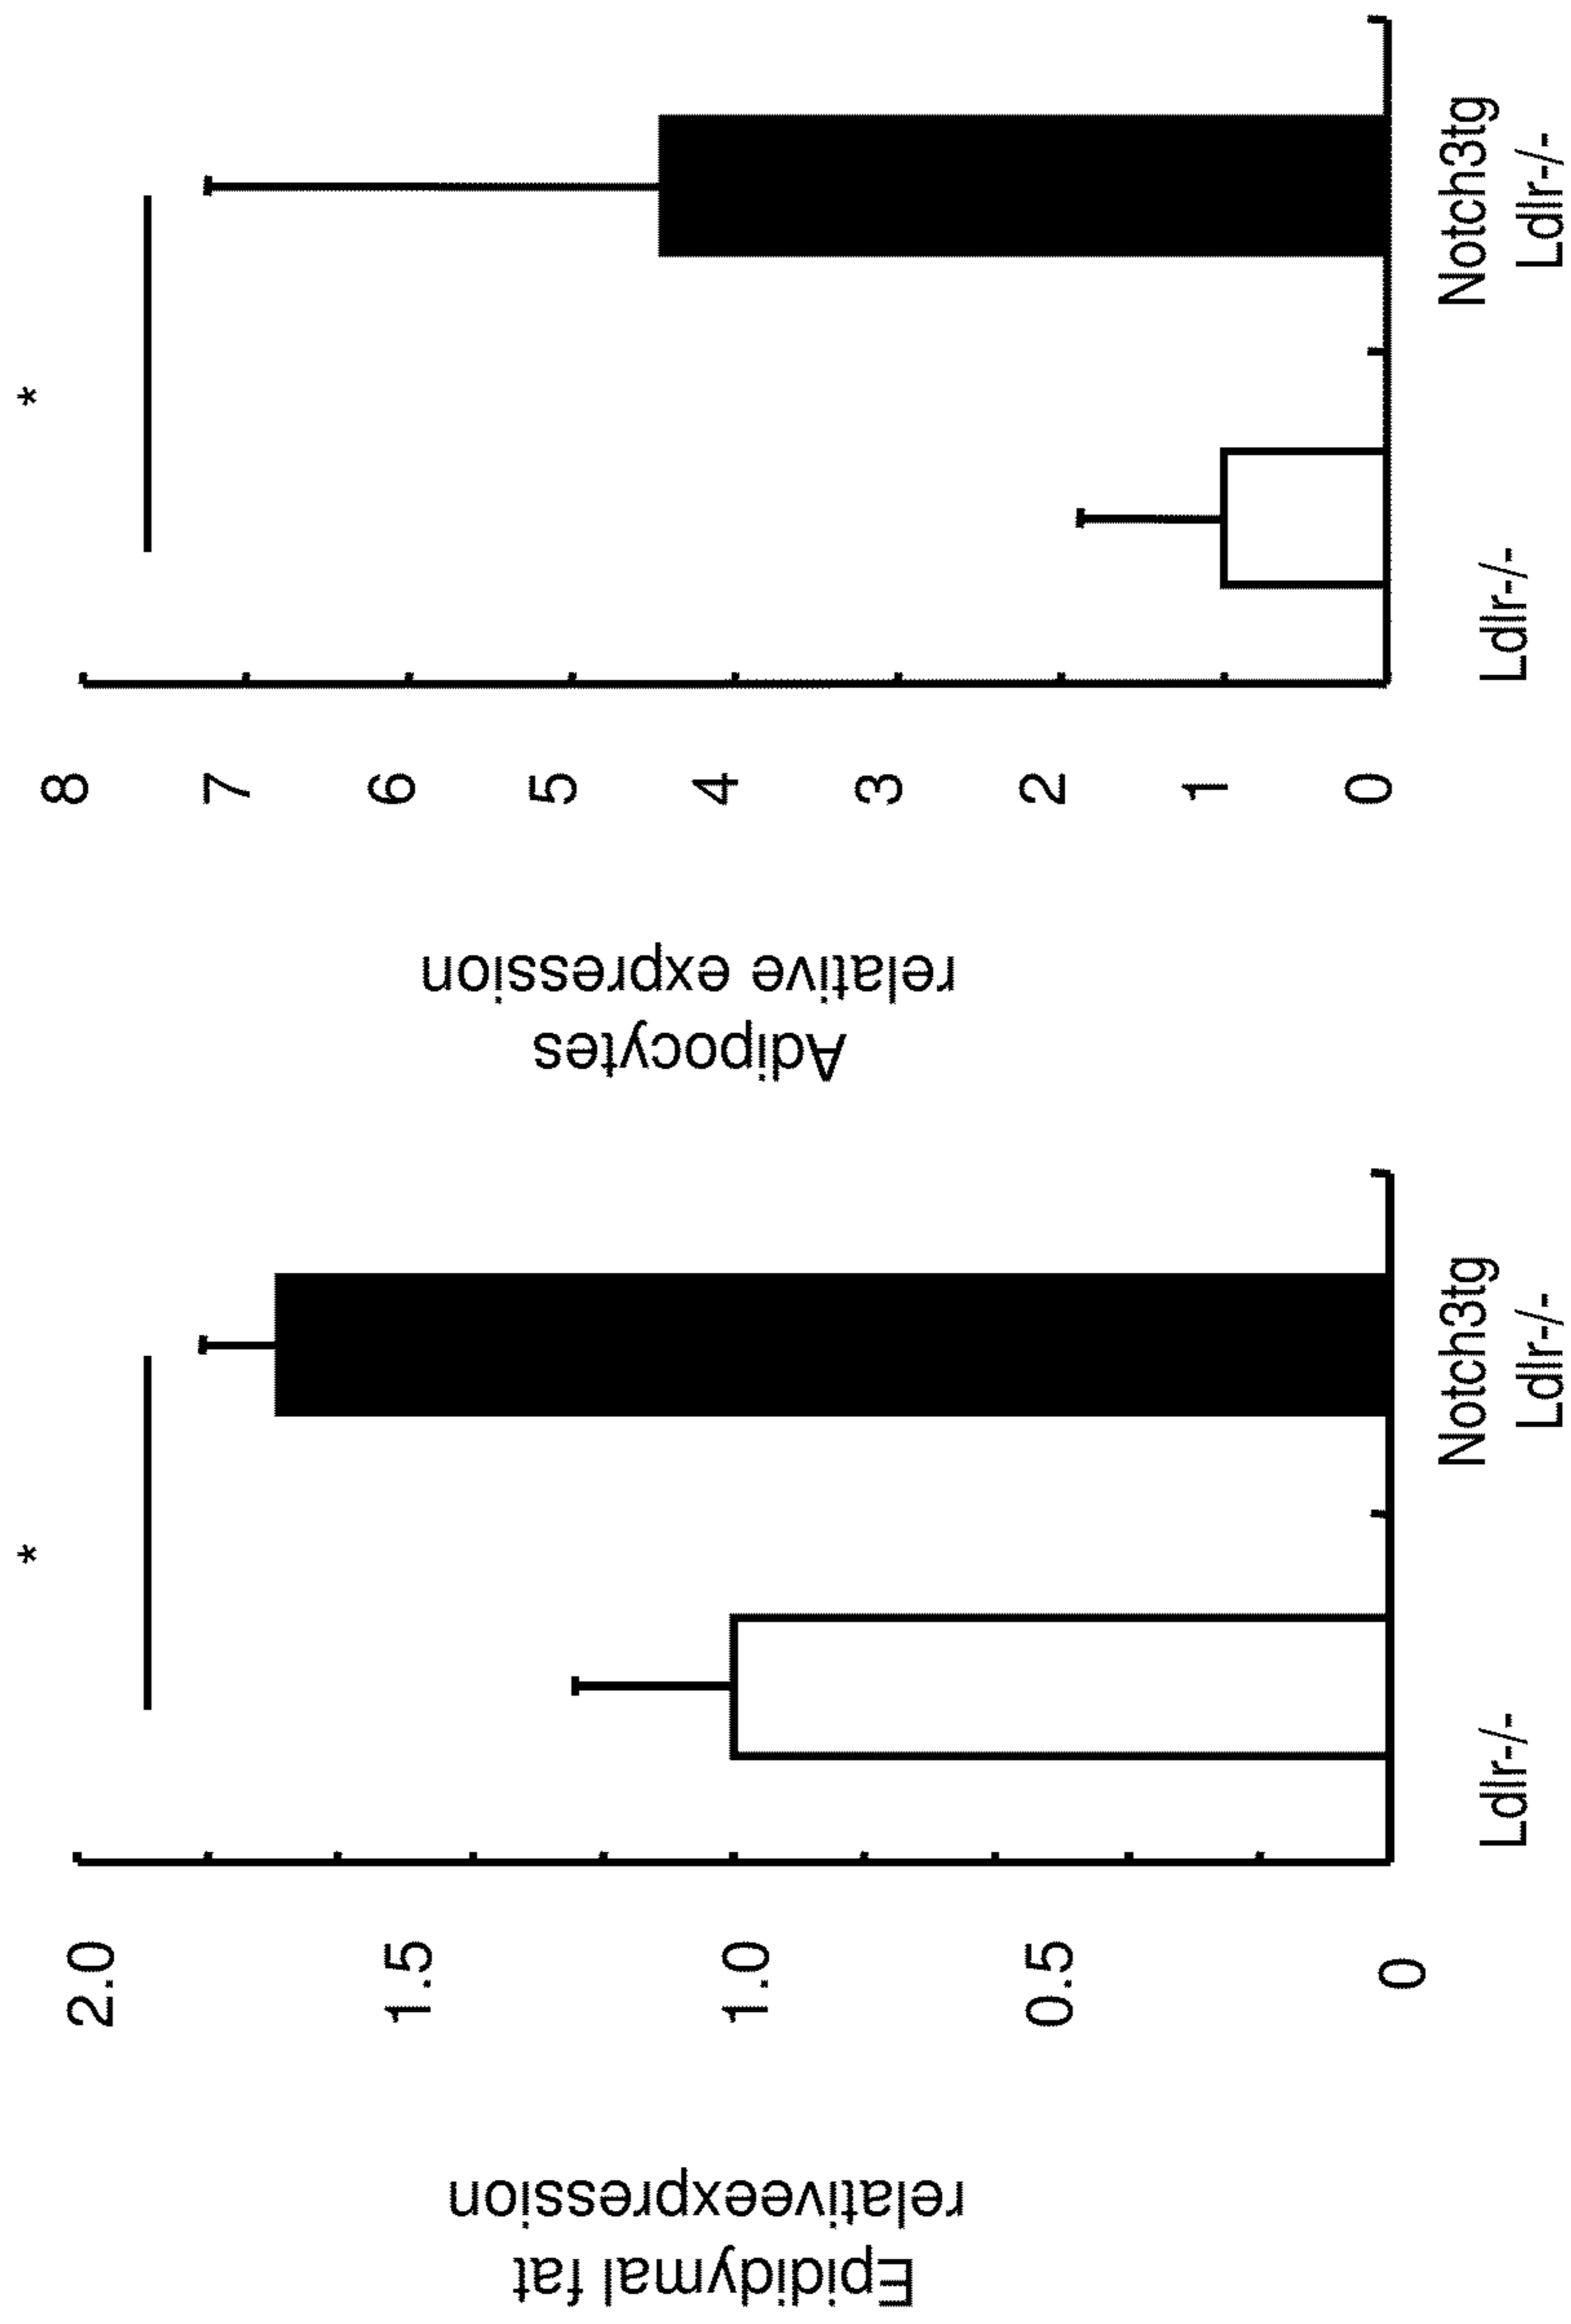 Epididymal fat
relativeexpression
2.0
1.5
1.0
0.5
0
*
Ldlr-/-
Notch3tg
Ldlr-/-
Adipocytes
relative expression
8
7
6
5
4
3
2
1
0
*
Ldlr-/-
Notch3tg
Ldlr-/-